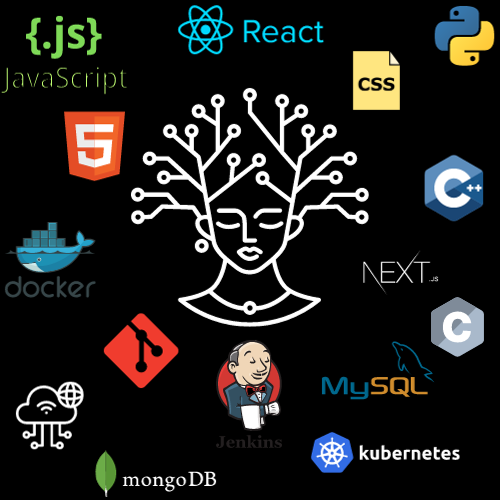 {.js}
JavaScript
React
CSS
5
C++
docker
NEXT
.JS
C
MySQL
Jenkins
kubernetes
mongoDB